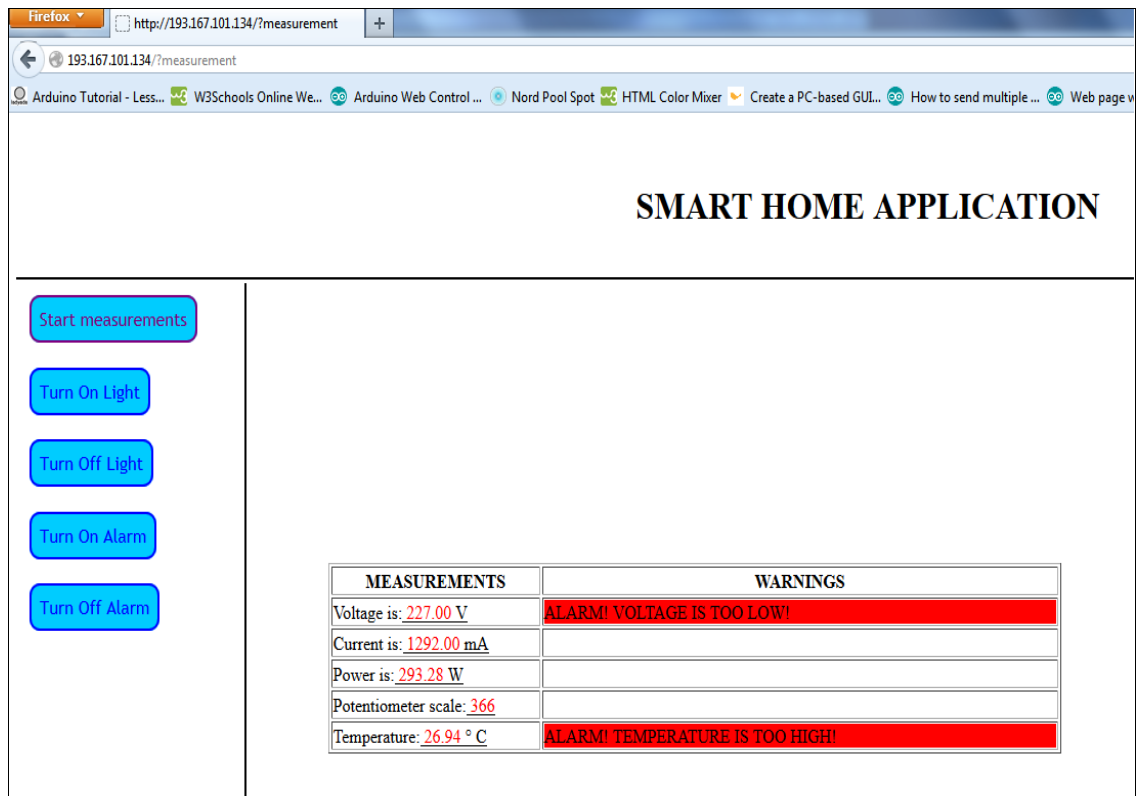 Firefox
http://193.167.101.134/?measurement
193.167.101.134/?measurement
Arduino Tutorial - Less... W3Schools Online We... Arduino Web Control ... Nord Pool Spot HTML Color Mixer Create a PC-based GUI... How to send multiple ... Web page w
SMART HOME APPLICATION
Start measurements
Turn On Light
Turn Off Light
Turn On Alarm
Turn Off Alarm
MEASUREMENTS WARNINGS
Voltage is: 227.00 V ALARM! VOLTAGE IS TOO LOW!
Current is: 1292.00 mA
Power is: 293.28 W
Potentiometer scale: 366
Temperature: 26.94 ° C ALARM! TEMPERATURE IS TOO HIGH!